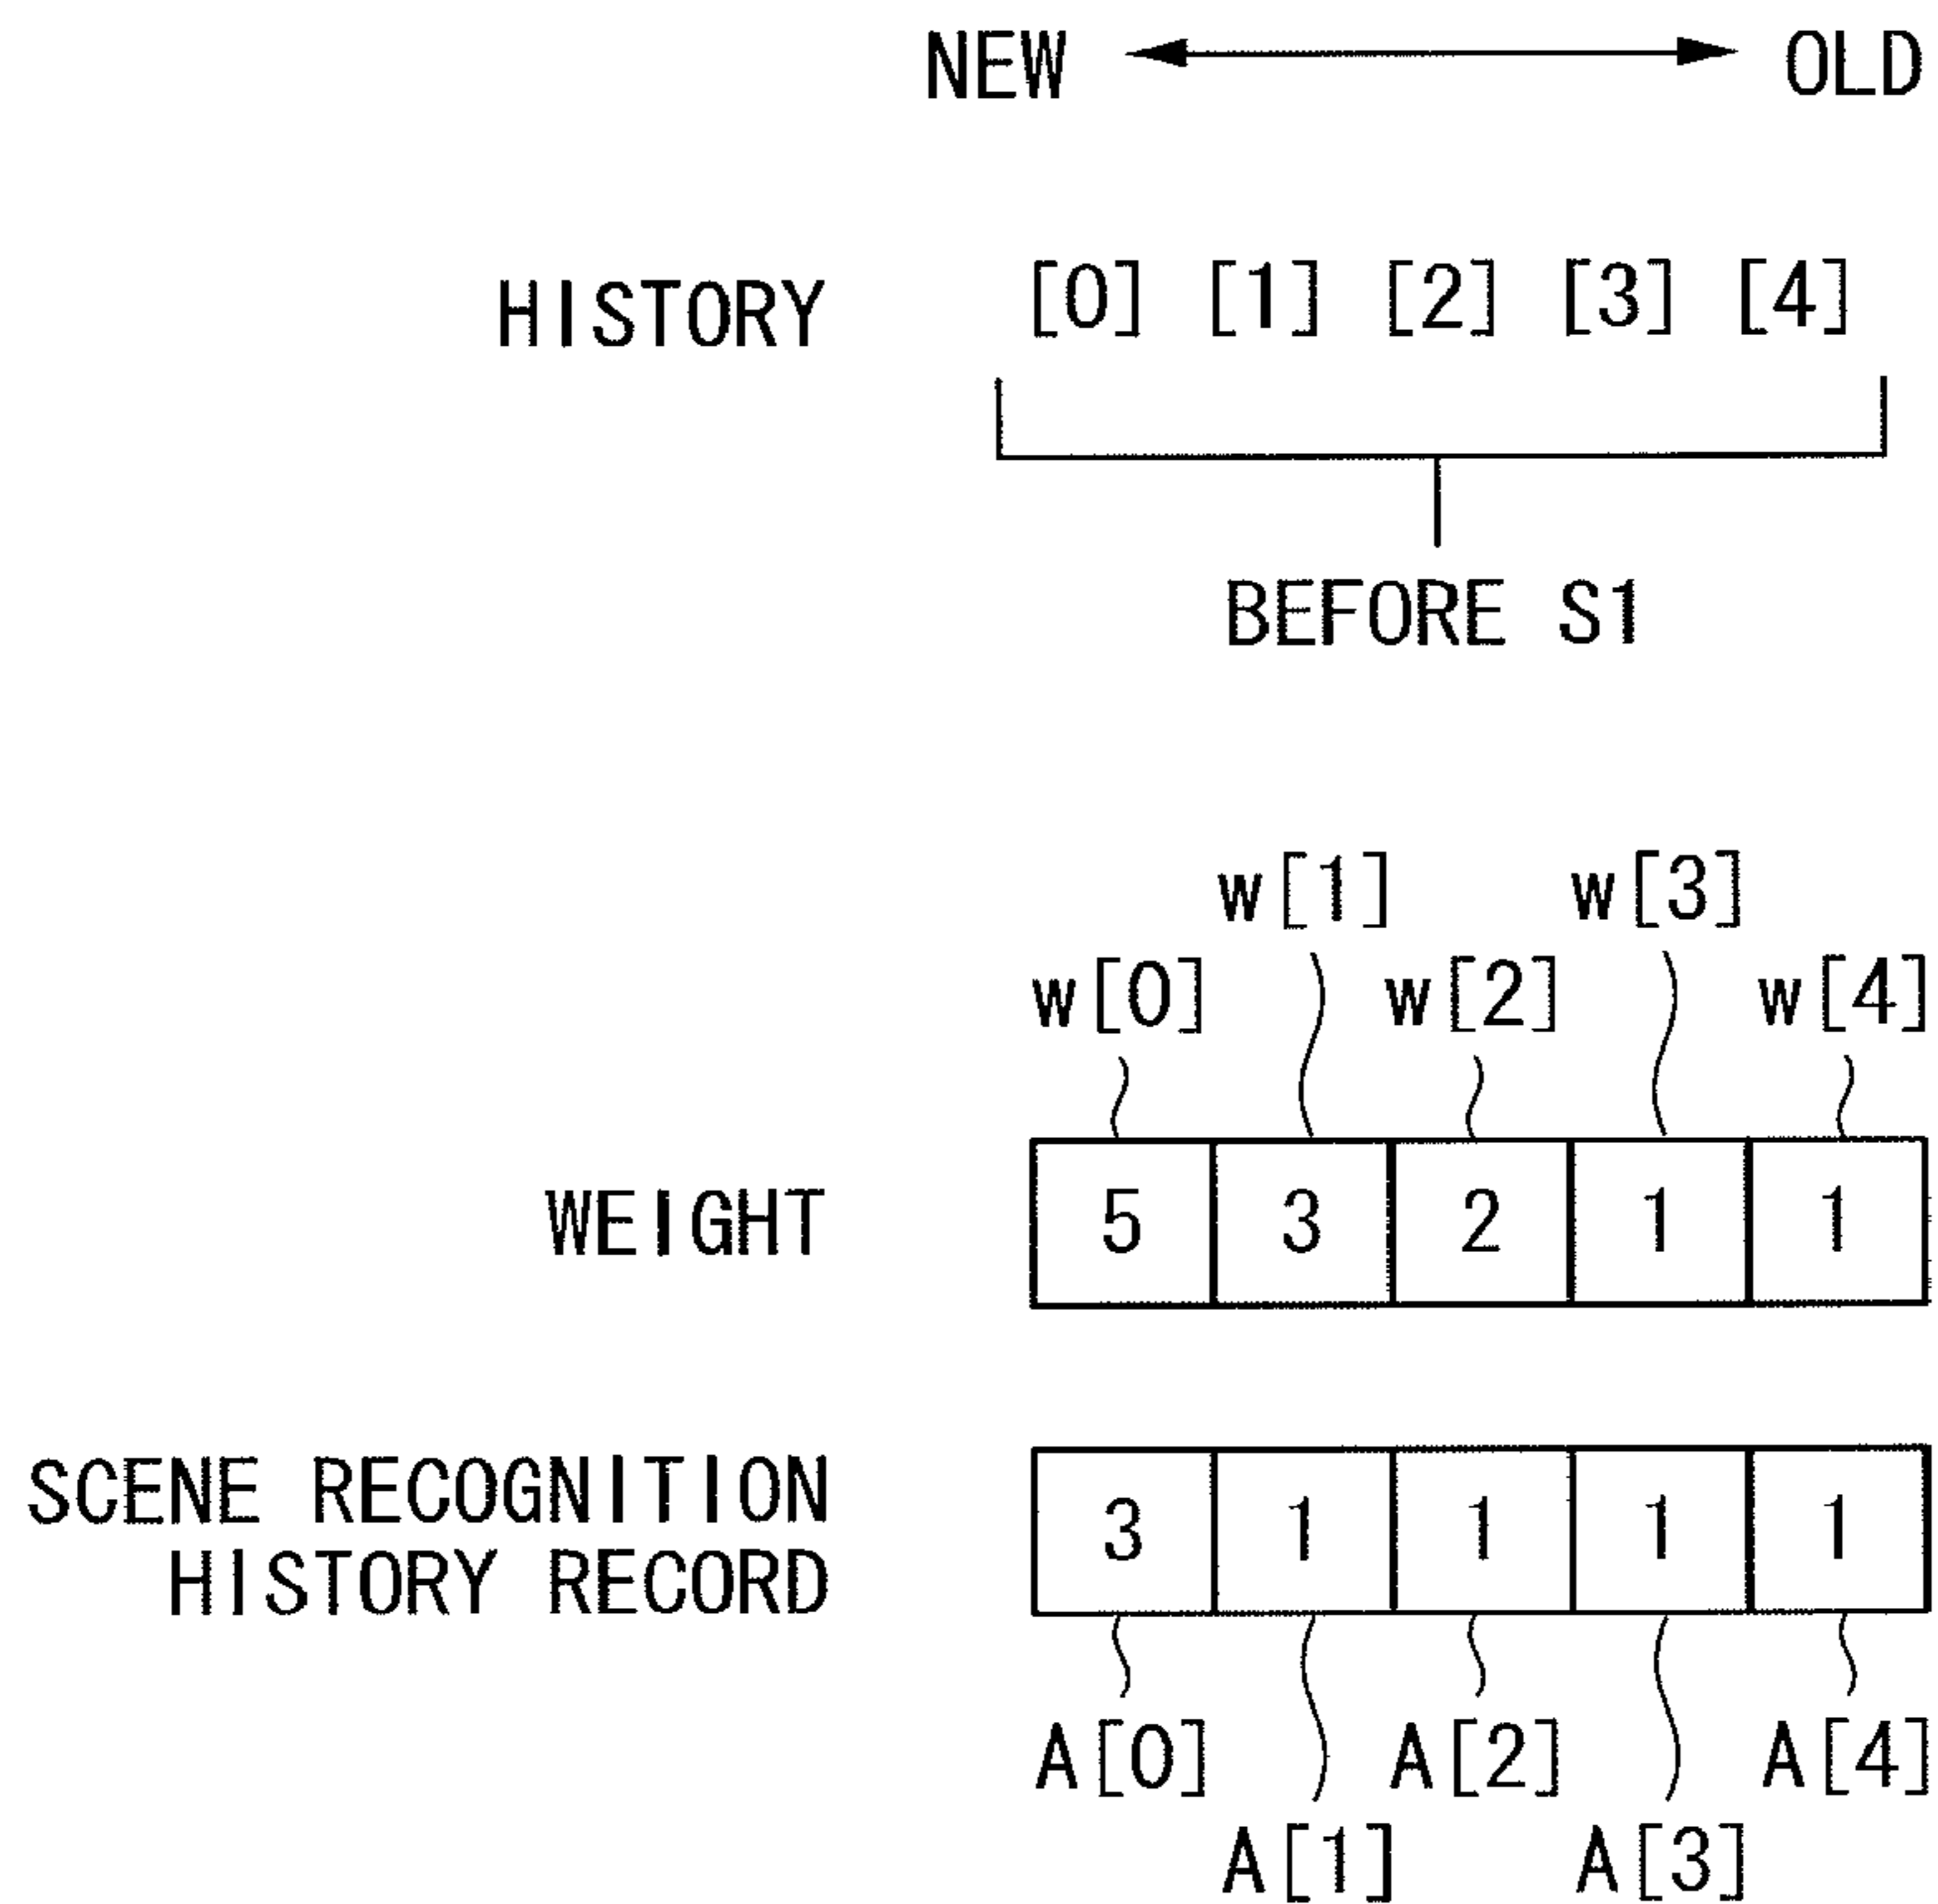 NEW OLD
HISTORY [0] [1] [2] [3] [4]
BEFORE S1
w[1] w[3]
w[0] w[2] w[4]
WEIGHT 5 3 2 1 1
SCENE RECOGNITION
HISTORY RECORD
3 1 1 1 1
A[0] A[2] A[4]
A[1] A[3]